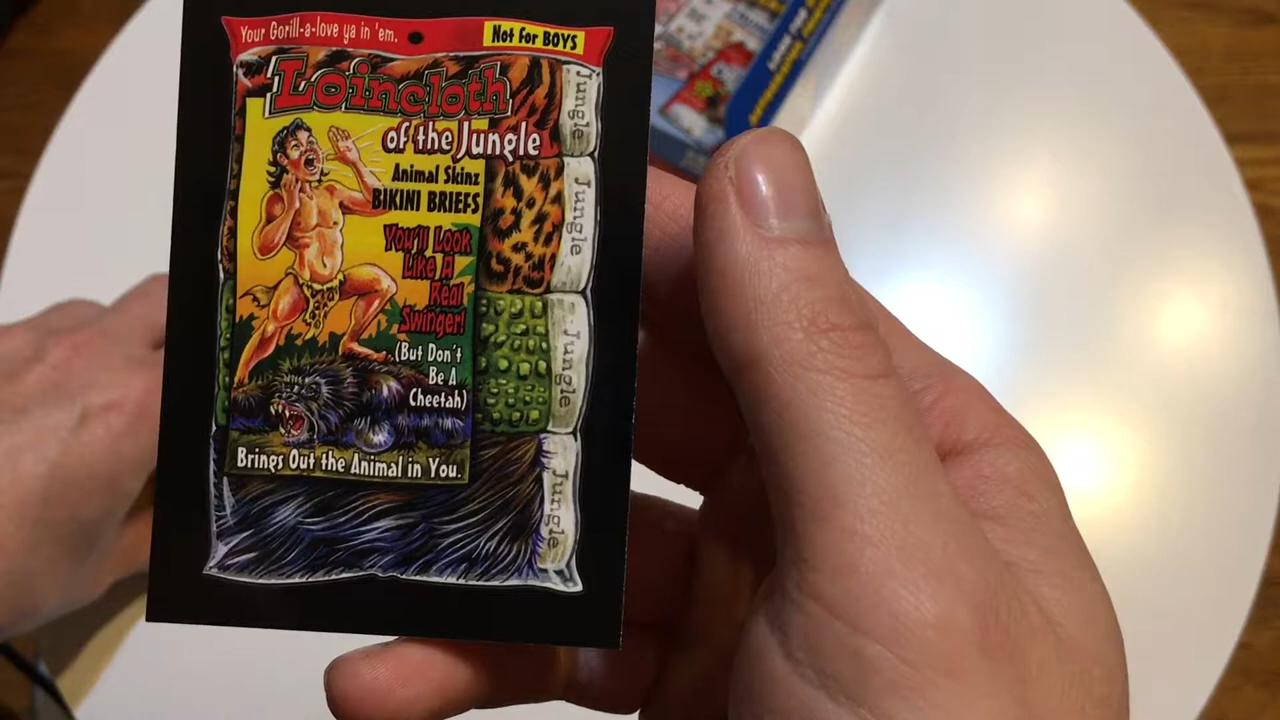 Your Gorill-a-love ya in 'em.
Not for BOYS
Loincloth
of the Jungle
Animal Skinz
BIKINI BRIEFS
You'll Look
Like A
Real
Swinger!
(But Don't
Be A
Cheetah)
Brings Out the Animal in You.
Jungle
Jungle
Jungle
Jungle